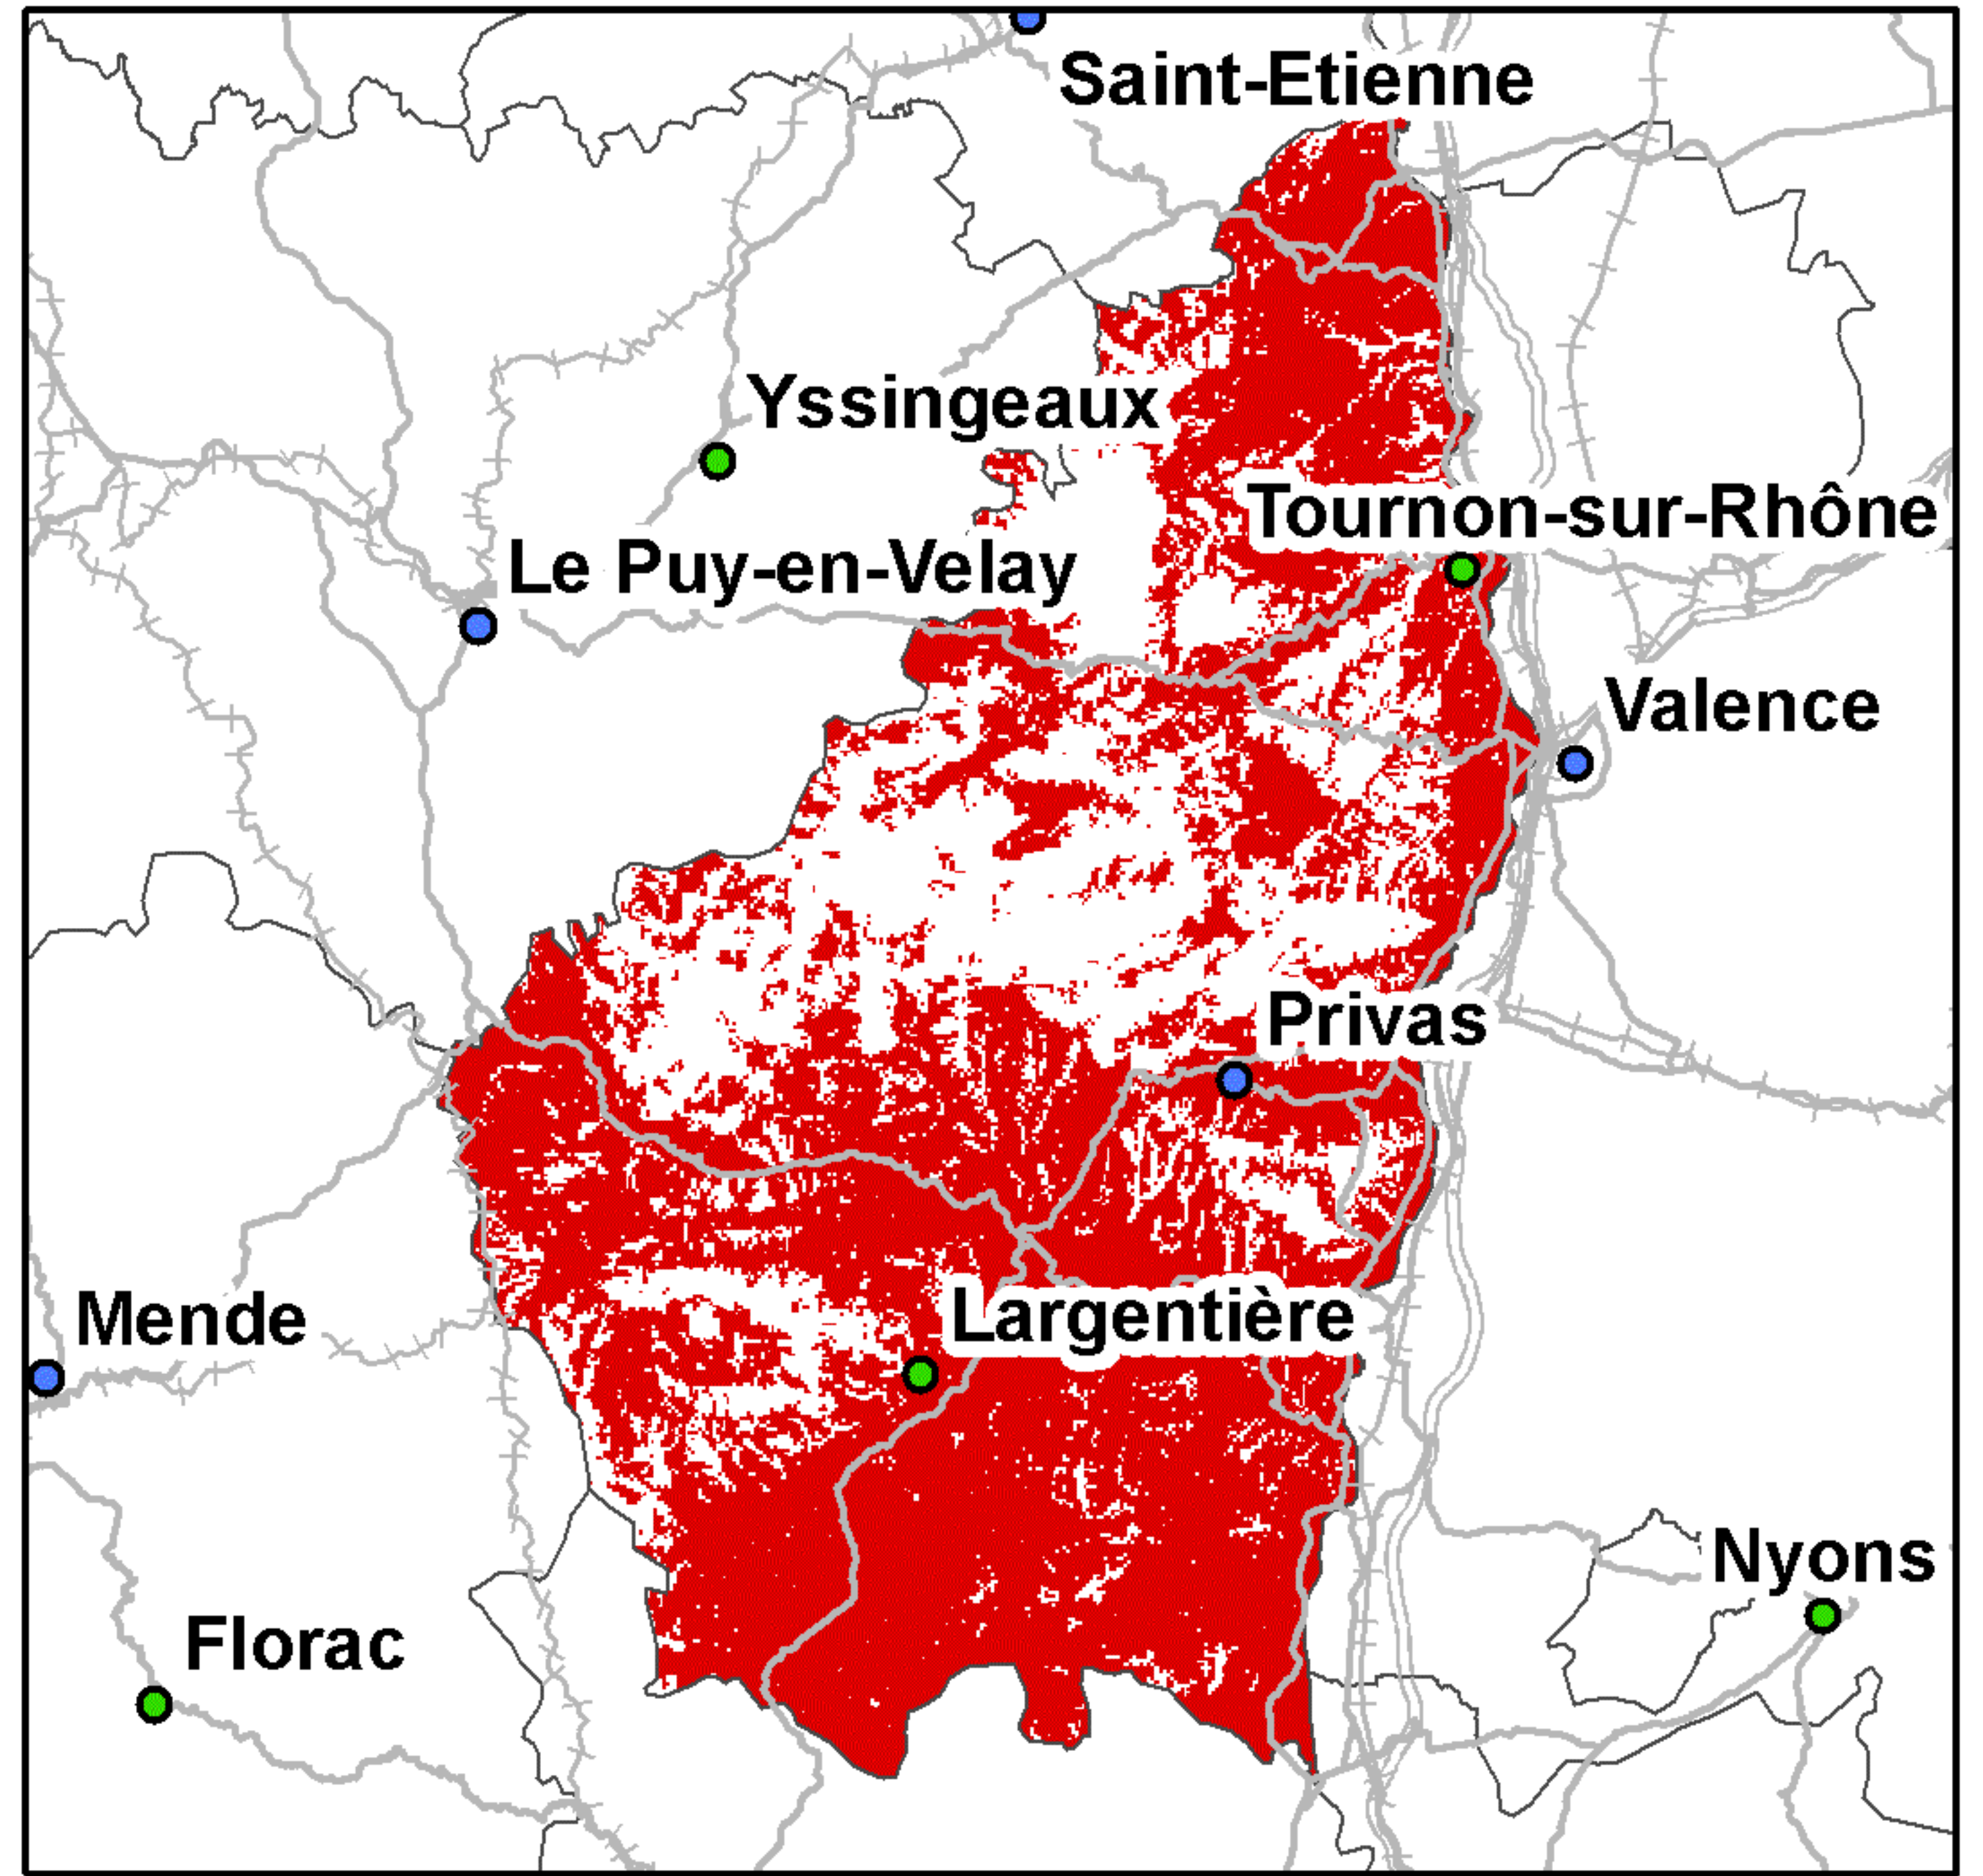 Saint-Etienne
Yssingeaux
Tournon-sur-Rhône
Le Puy-en-Velay
Valence
Privas
Mende
Largentière
Nyons
Florac